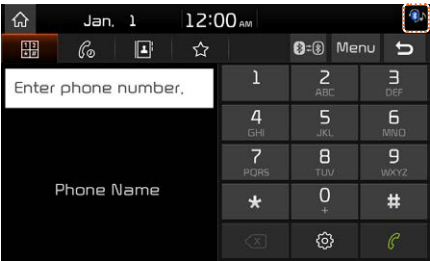 Jan. 1 12:00 AM
Menu
Enter phone number.
Phone Name
1
2 ABC
3 DEF
4 GHI
5 JKL
6 MNO
7 PQRS
8 TUV
9 WXYZ
*
0 +
#